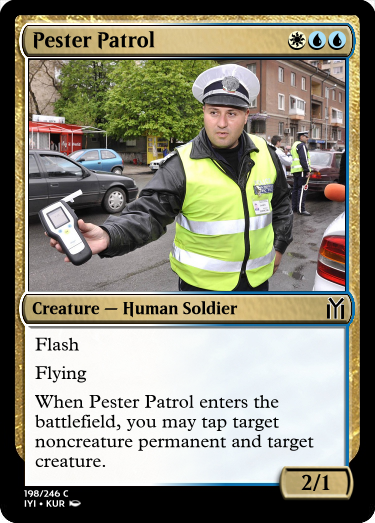 Pester Patrol
Creature — Human Soldier
Flash
Flying
When Pester Patrol enters the
battlefield, you may tap target
noncreature permanent and target
creature.
2/1
198/246 C
IYI • KUR